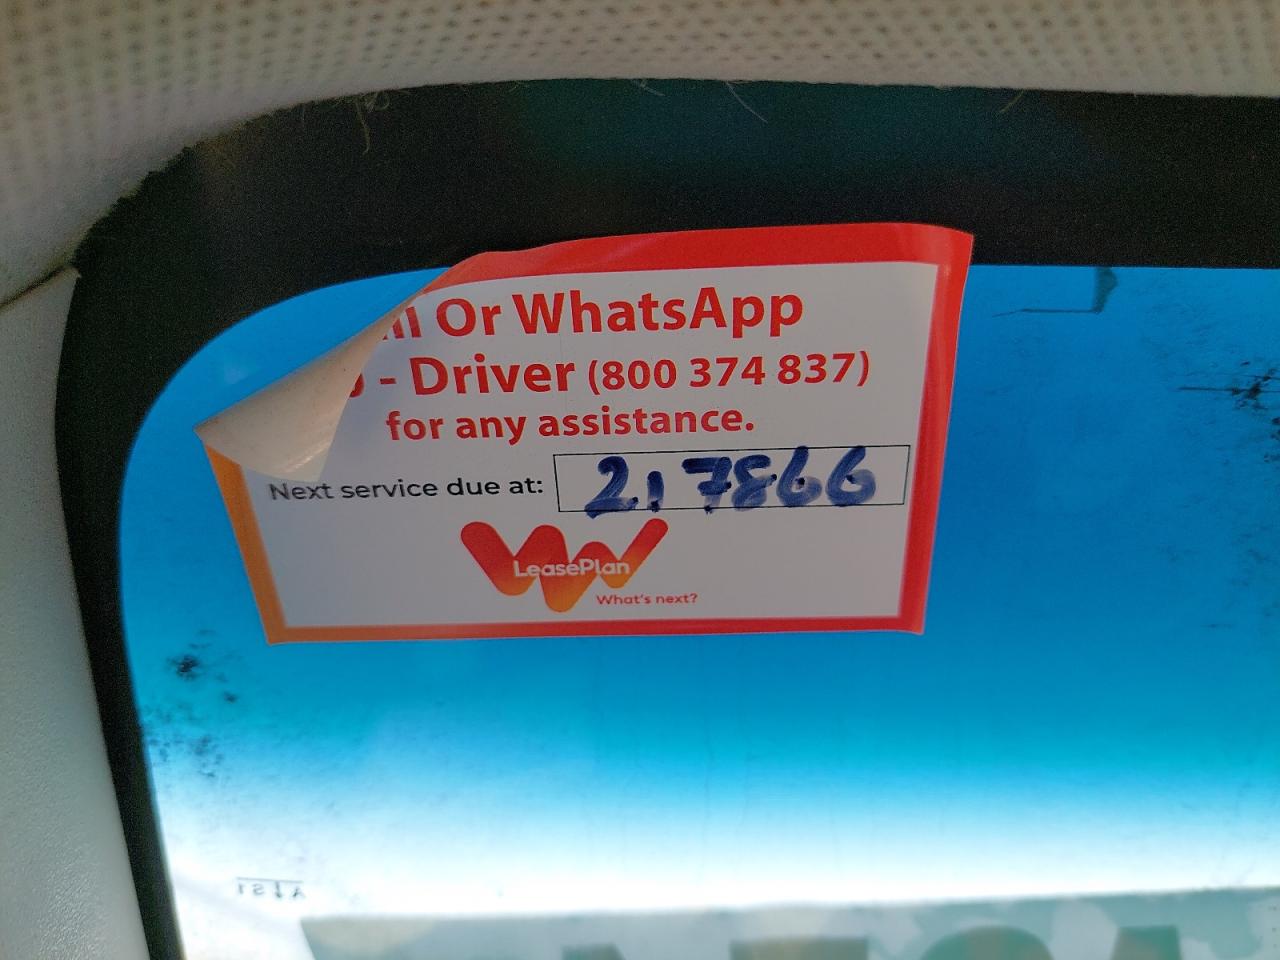 Or WhatsApp
- Driver (800 374 837)
for any assistance.
Next service due at: 217866
LeasePlan
What's next?